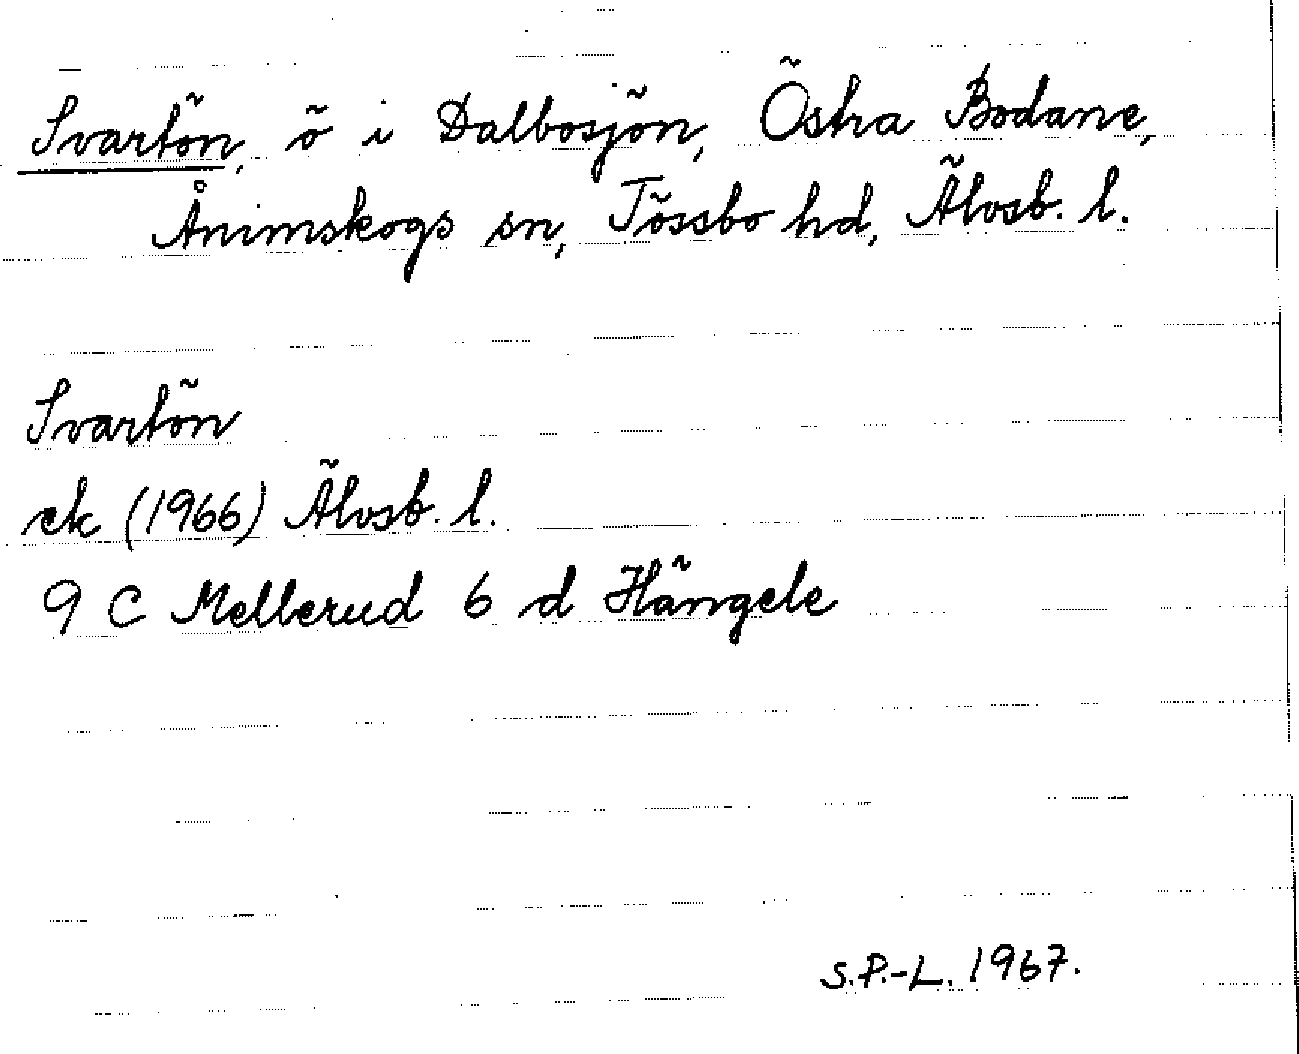 Svartön, ö i Dalbosjön, Östra Bodane,
Ånimskogs sn, Tössbo hd, Älvsb. l.
Svartön
ek (1966) Älvsb. l.
9 C Mellerud 6 d Hängele
S.P.-L. 1967.